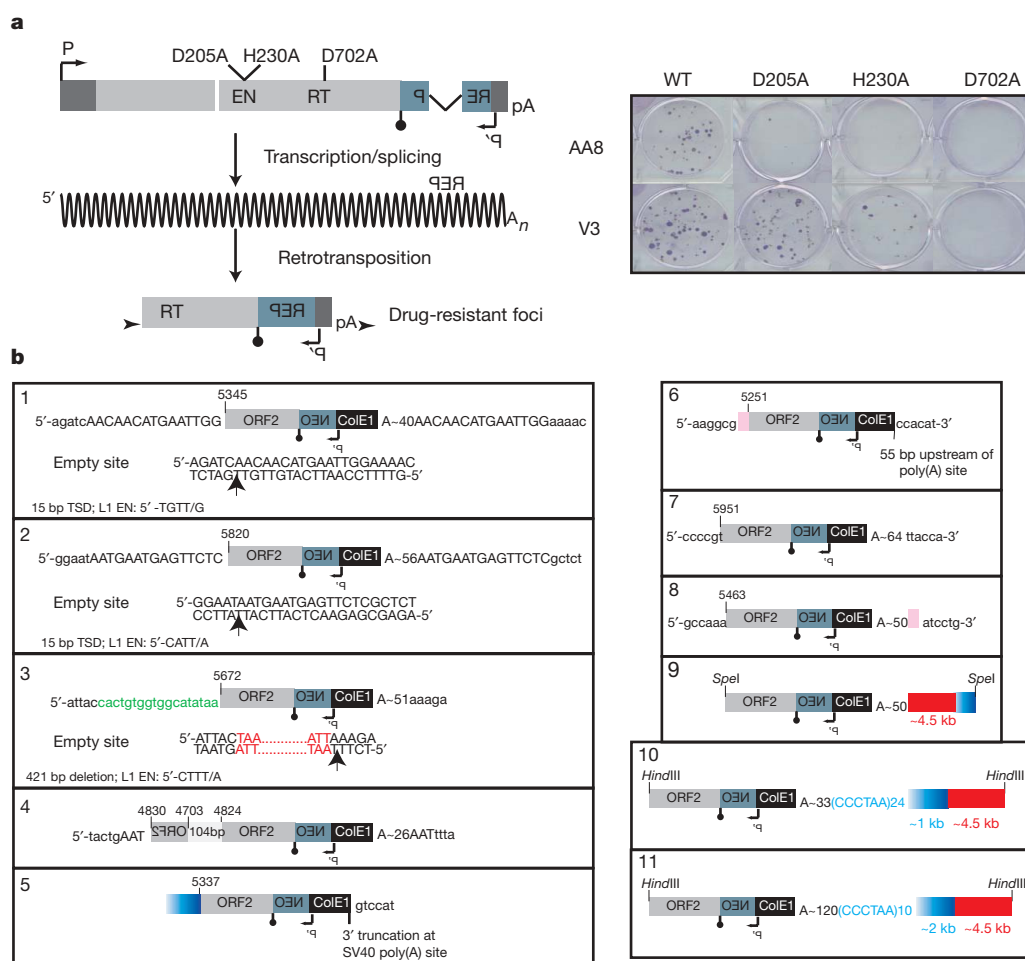 a
P
D205A H230A D702A
EN RT P RE pA
P'
Transcription/splicing
REP
5′ An
Retrotransposition
RT REP pA
P'
Drug-resistant foci
WT D205A H230A D702A
AA8
V3
b
1
5345
5′-agatcAACAACATGAATTGG ORF2 NEO ColE1 A~40AACAACATGAATTGGaaaac
P'
Empty site
5′-AGATCAACAACATGAATTGGAAAAC
TCTAGTTGTTGTACTTAACCTTTTG-5′
15 bp TSD; L1 EN: 5′-TGTT/G
2
5820
5′-ggaatAATGAATGAGTTCTC ORF2 NEO ColE1 A~56AATGAATGAGTTCTCgctct
P'
Empty site
5′-GGAATAATGAATGAGTTCTCGCTCT
CCTTATTACTTACTCAAGAGCGAGA-5′
15 bp TSD; L1 EN: 5′-CATT/A
3
5672
5′-attaccactgtggtggcatataa ORF2 NEO ColE1 A~51aaaga
P'
Empty site
5′-ATTACTAA............ATTAAAGA
TAATGATT............TAATTTCT-5′
421 bp deletion; L1 EN: 5′-CTTT/A
4
4830 4703 4824
5′-tactgAAT ORF2 104bp ORF2 NEO ColE1 A~26AATttta
P'
5
5337
ORF2 NEO ColE1 gtccat
P'
3′ truncation at
SV40 poly(A) site
6
5251
5′-aaggcg ORF2 NEO ColE1 ccacat-3′
P'
55 bp upstream of
poly(A) site
7
5951
5′-ccccgt ORF2 NEO ColE1 A~64 ttacca-3′
P'
8
5463
5′-gccaaa ORF2 NEO ColE1 A~50 atcctg-3′
P'
9
SpeI SpeI
ORF2 NEO ColE1 A~50
P'
~4.5 kb
10
HindIII HindIII
ORF2 NEO ColE1 A~33(CCCTAA)24
P'
~1 kb ~4.5 kb
11
HindIII HindIII
ORF2 NEO ColE1 A~120(CCCTAA)10
P'
~2 kb ~4.5 kb